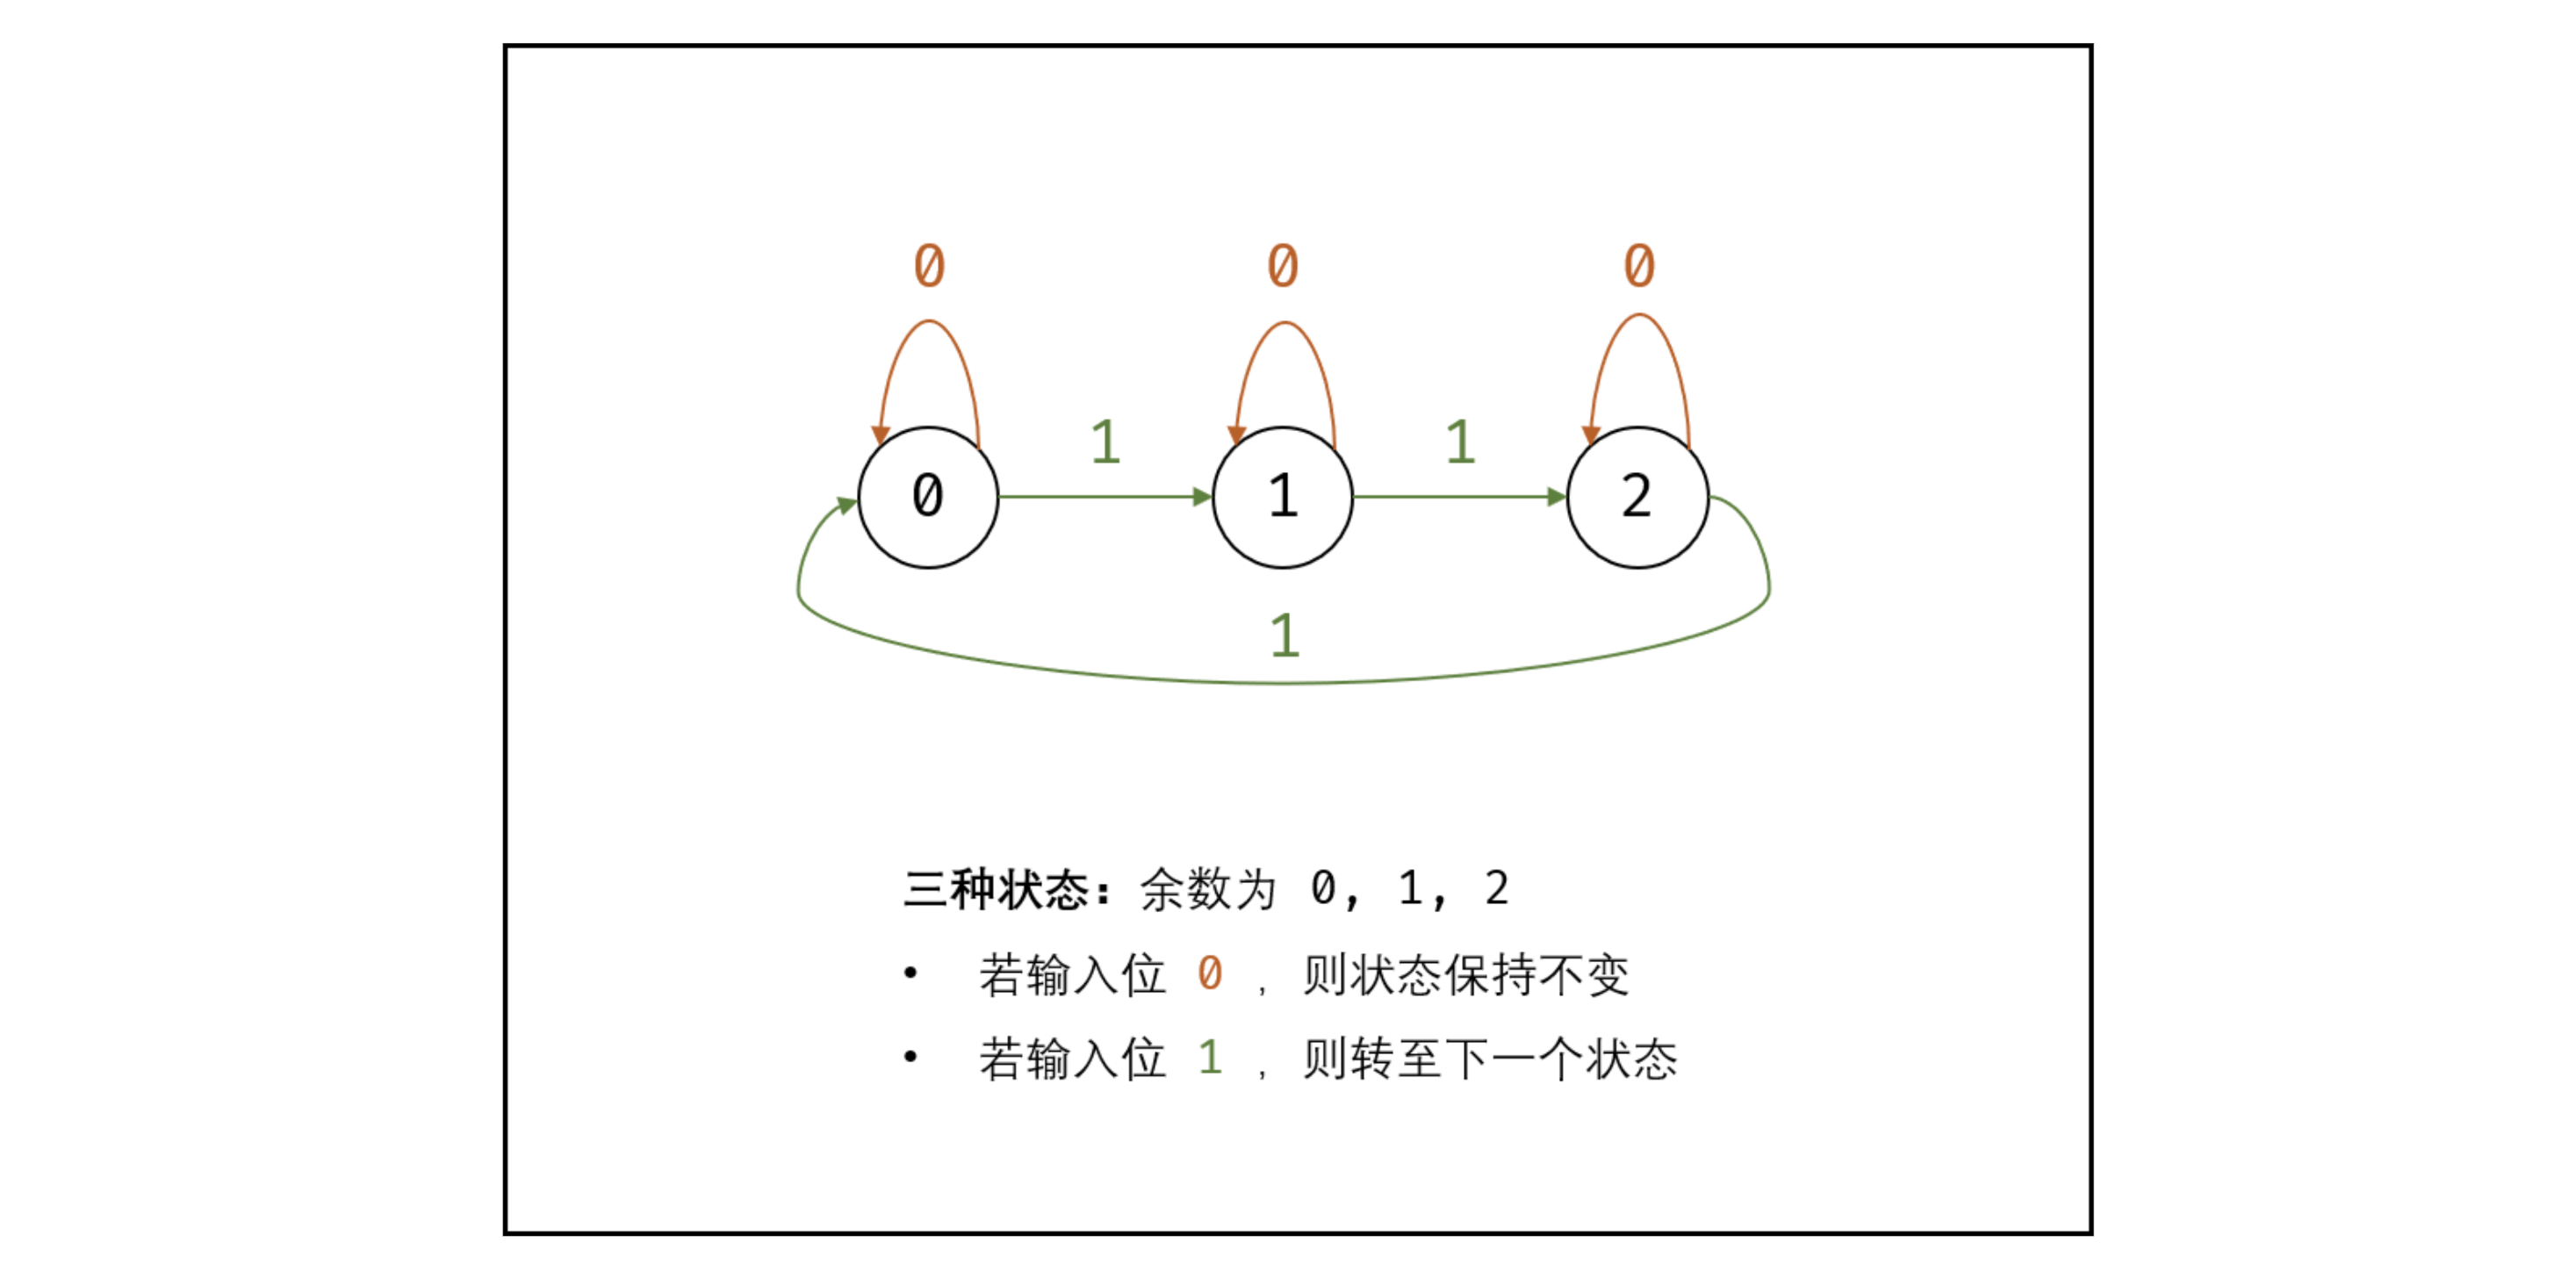 0 0 0
1 1
0 1 2
1
三种状态：余数为 0, 1, 2
• 若输入位 0 ，则状态保持不变
• 若输入位 1 ，则转至下一个状态